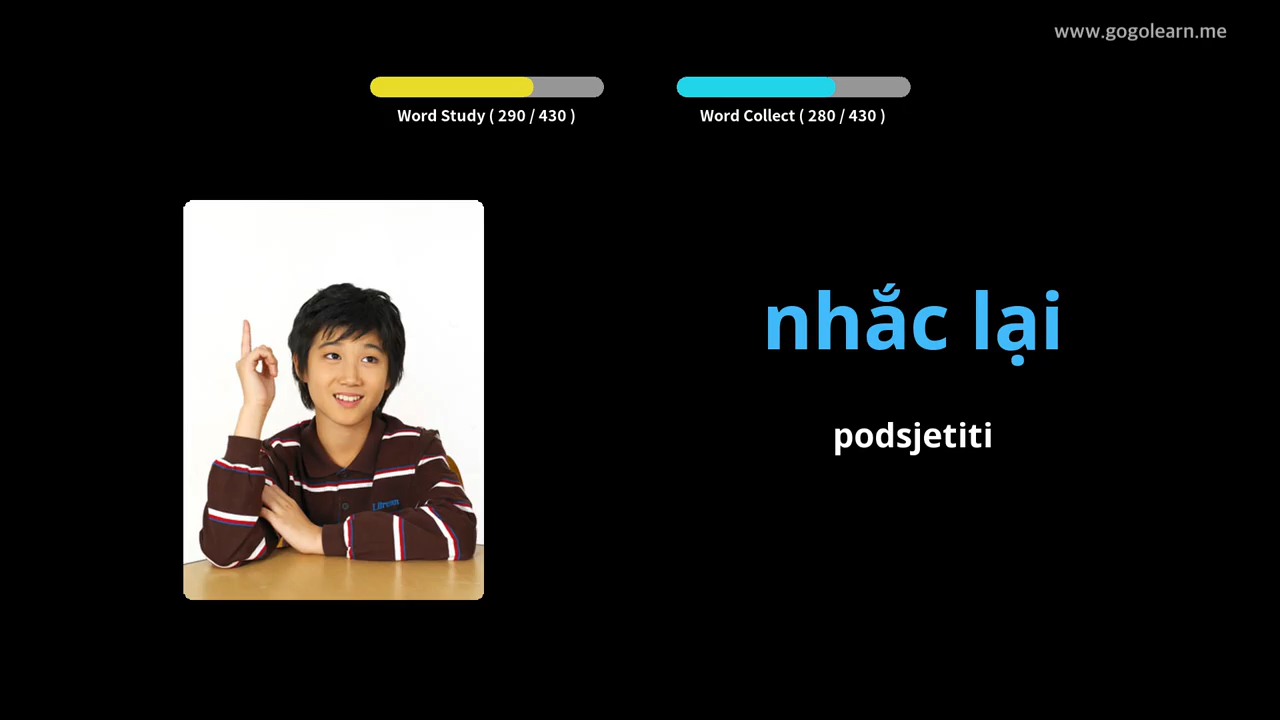 www.gogolearn.me
Word Study ( 290 / 430 )
Word Collect ( 280 / 430 )
nhắc lại
podsjetiti